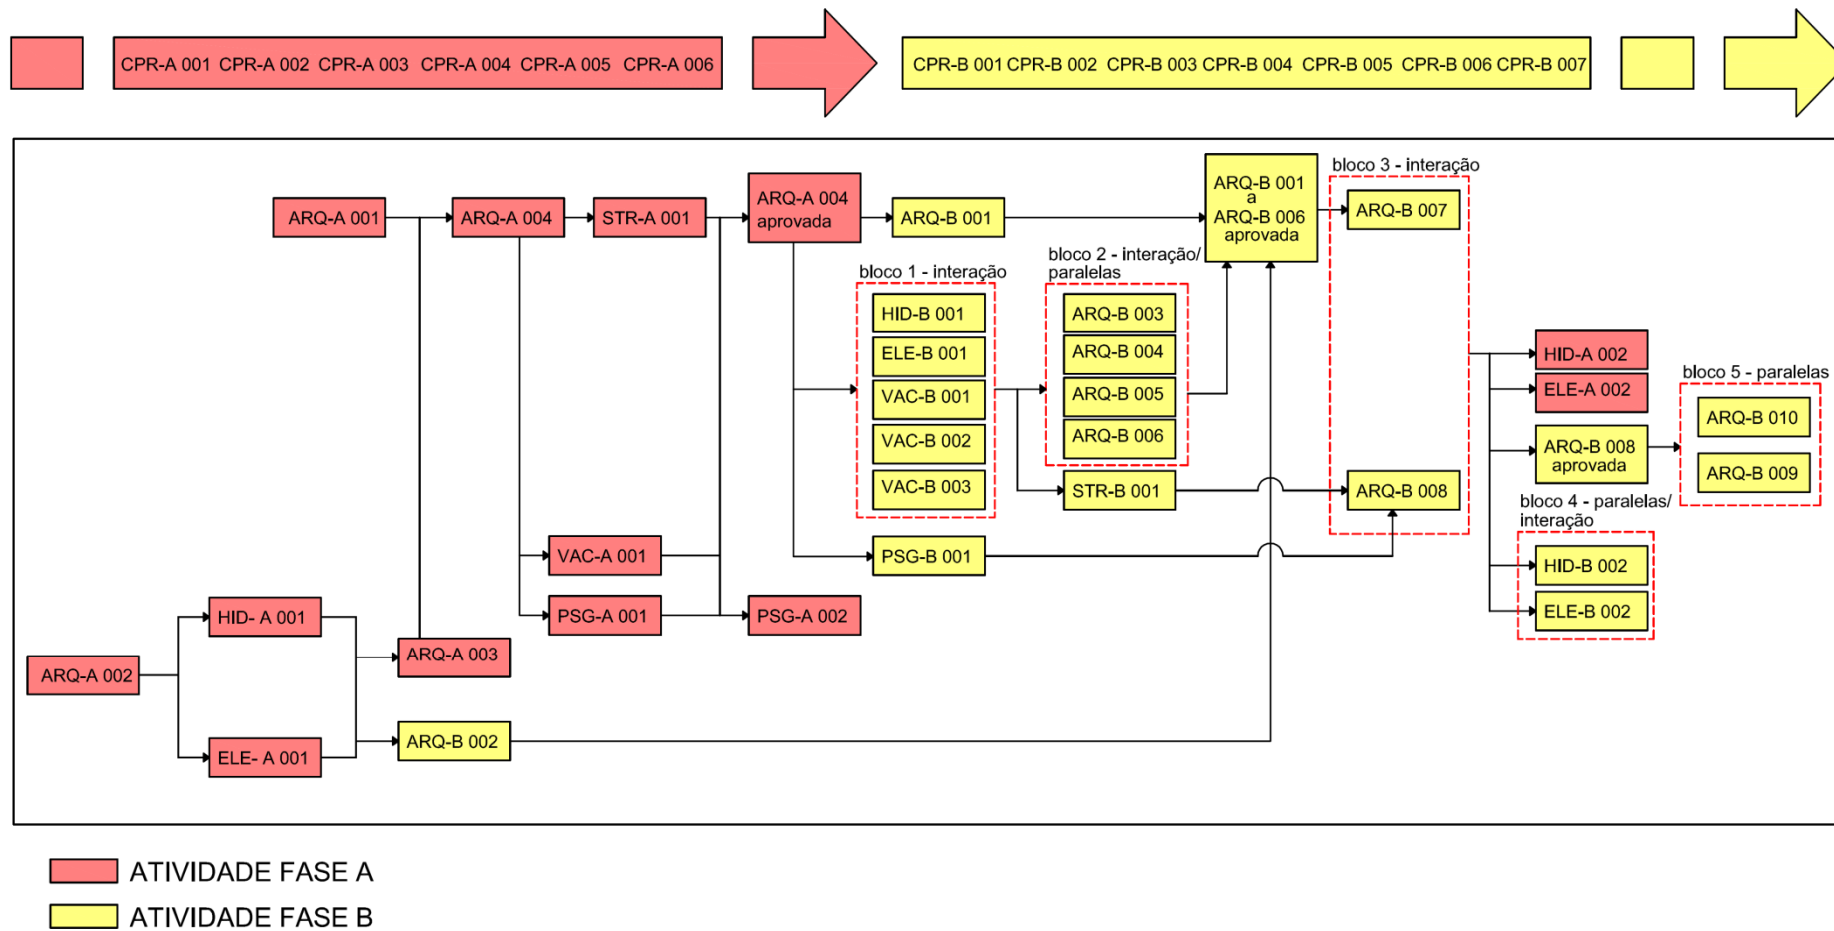 CPR-A 001 CPR-A 002 CPR-A 003 CPR-A 004 CPR-A 005 CPR-A 006
CPR-B 001 CPR-B 002 CPR-B 003 CPR-B 004 CPR-B 005 CPR-B 006 CPR-B 007
ARQ-A 001
ARQ-A 004
STR-A 001
ARQ-A 004
aprovada
ARQ-B 001
ARQ-B 001
a
ARQ-B 006
aprovada
bloco 3 - interação
ARQ-B 007
ARQ-B 008
bloco 1 - interação
HID-B 001
ELE-B 001
VAC-B 001
VAC-B 002
VAC-B 003
bloco 2 - interação/
paralelas
ARQ-B 003
ARQ-B 004
ARQ-B 005
ARQ-B 006
STR-B 001
PSG-B 001
HID-A 002
ELE-A 002
ARQ-B 008
aprovada
bloco 5 - paralelas
ARQ-B 010
ARQ-B 009
bloco 4 - paralelas/
interação
HID-B 002
ELE-B 002
VAC-A 001
PSG-A 001
PSG-A 002
HID- A 001
ARQ-A 003
ARQ-A 002
ELE- A 001
ARQ-B 002
ATIVIDADE FASE A
ATIVIDADE FASE B